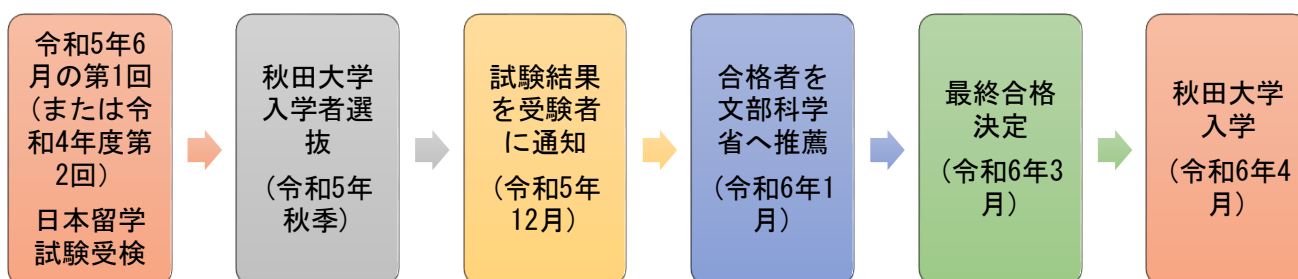 令和5年6
月の第1回
(または令
和4年度第
2回)
日本留学
試験受検
秋田大学
入学者選
抜
(令和5年
秋季)
試験結果
を受験者
に通知
(令和5年
12月)
合格者を
文部科学
省へ推薦
(令和6年1
月)
最終合格
決定
(令和6年3
月)
秋田大学
入学
(令和6年4
月)